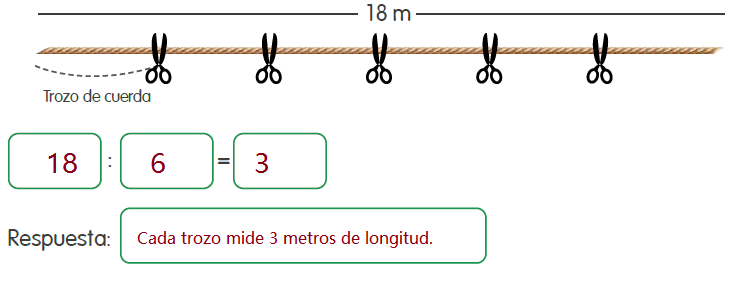 18 m
Trozo de cuerda
18 : 6 = 3
Respuesta: Cada trozo mide 3 metros de longitud.